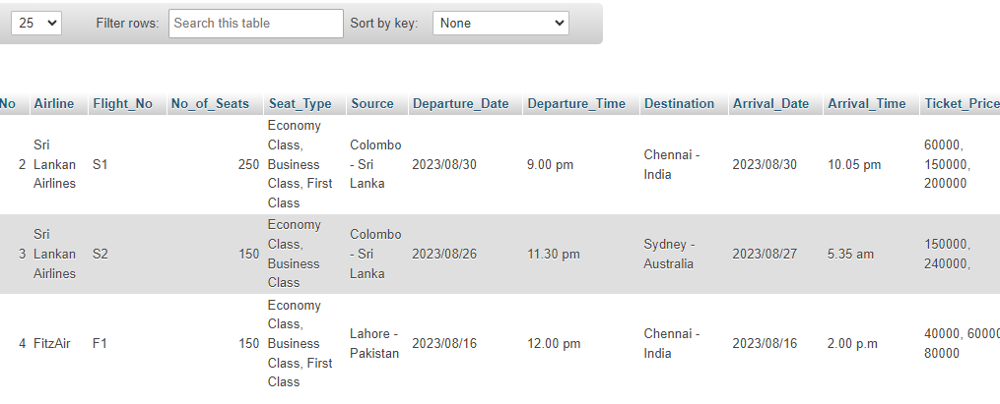 25 Filter rows: Search this table Sort by key: None
No Airline Flight_No No_of_Seats Seat_Type Source Departure_Date Departure_Time Destination Arrival_Date Arrival_Time Ticket_Price
2 Sri Lankan Airlines S1 250 Economy Class, Business Class, First Class Colombo - Sri Lanka 2023/08/30 9.00 pm Chennai - India 2023/08/30 10.05 pm 60000, 150000, 200000
3 Sri Lankan Airlines S2 150 Economy Class, Business Class Colombo - Sri Lanka 2023/08/26 11.30 pm Sydney - Australia 2023/08/27 5.35 am 150000, 240000,
4 FitzAir F1 150 Economy Class, Business Class, First Class Lahore - Pakistan 2023/08/16 12.00 pm Chennai - India 2023/08/16 2.00 p.m 40000, 60000 80000